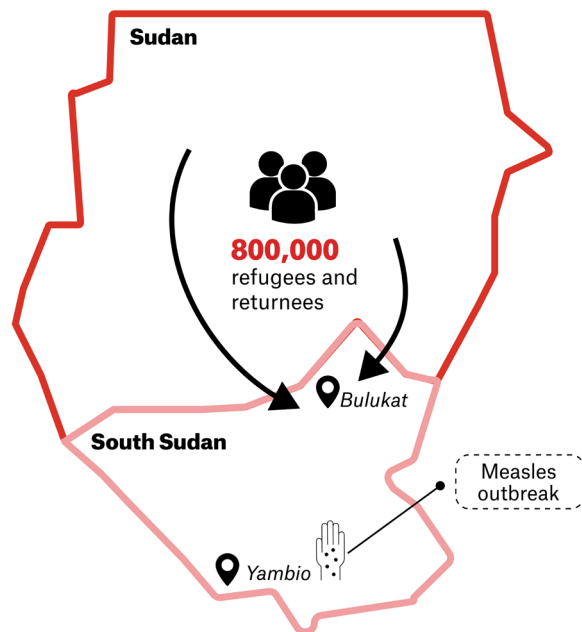 Sudan
800,000
refugees and
returnees
Bulukat
South Sudan
Measles
outbreak
Yambio